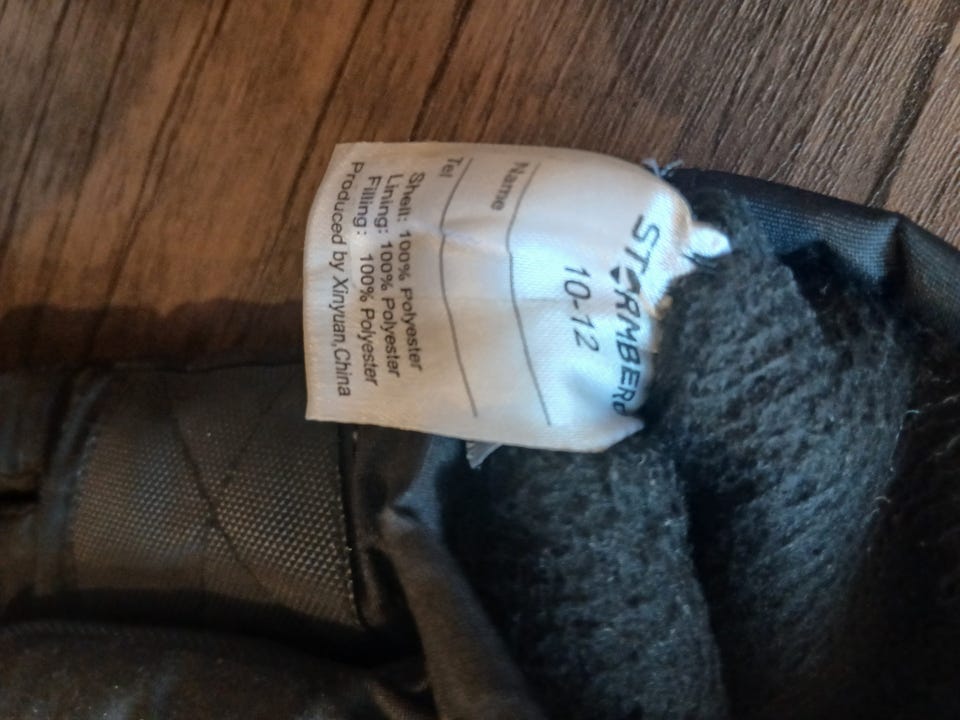 STORMBERG
10-12
Name
Tel
Shell: 100% Polyester
Lining: 100% Polyester
Filling: 100% Polyester
Produced by Xinyuan,China